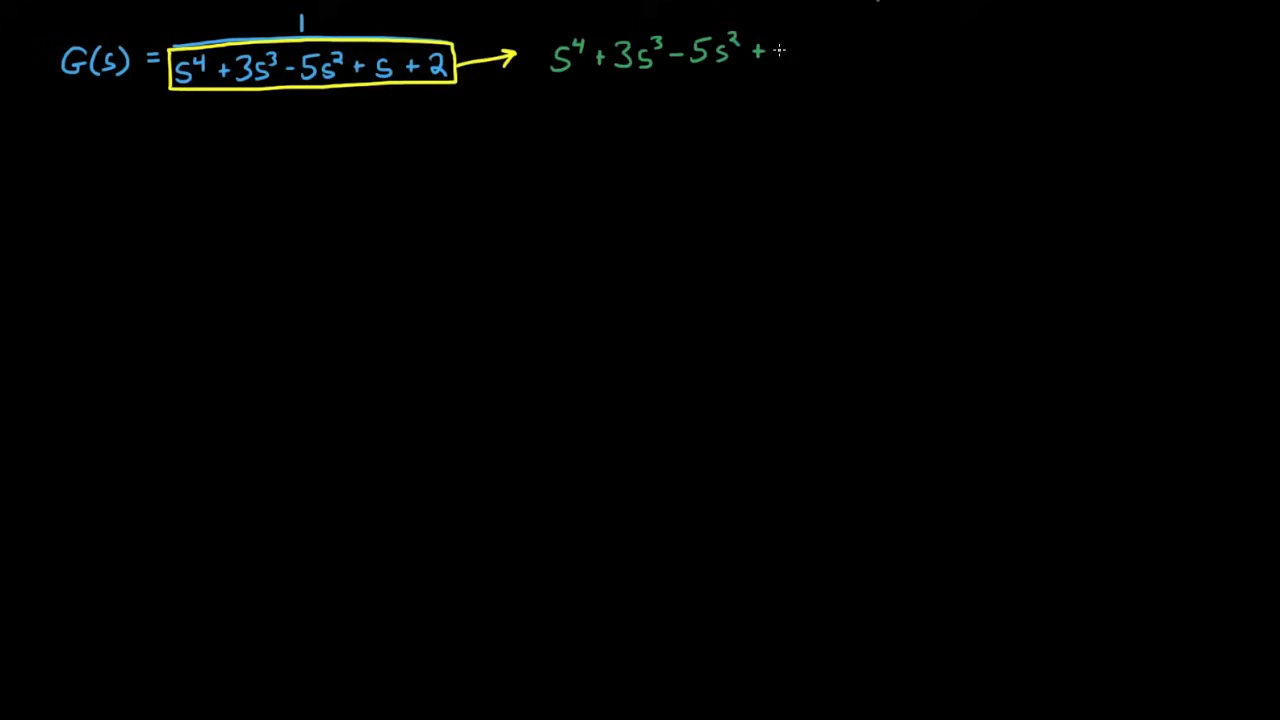 G(s) = 1 / (s⁴ + 3s³ - 5s² + s + 2) → s⁴ + 3s³ - 5s² +